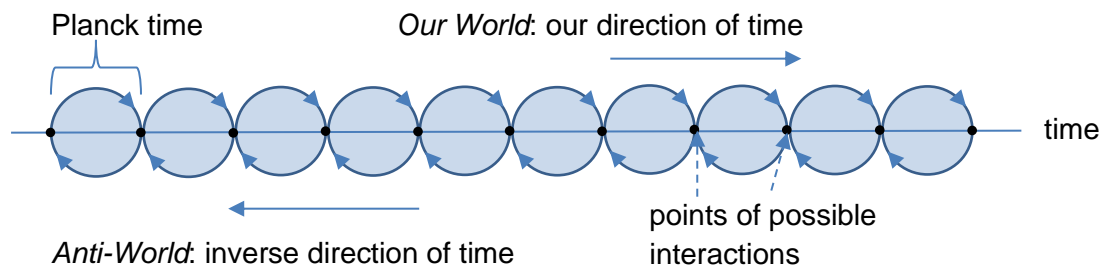 Planck time
Our World: our direction of time
time
points of possible
interactions
Anti-World: inverse direction of time